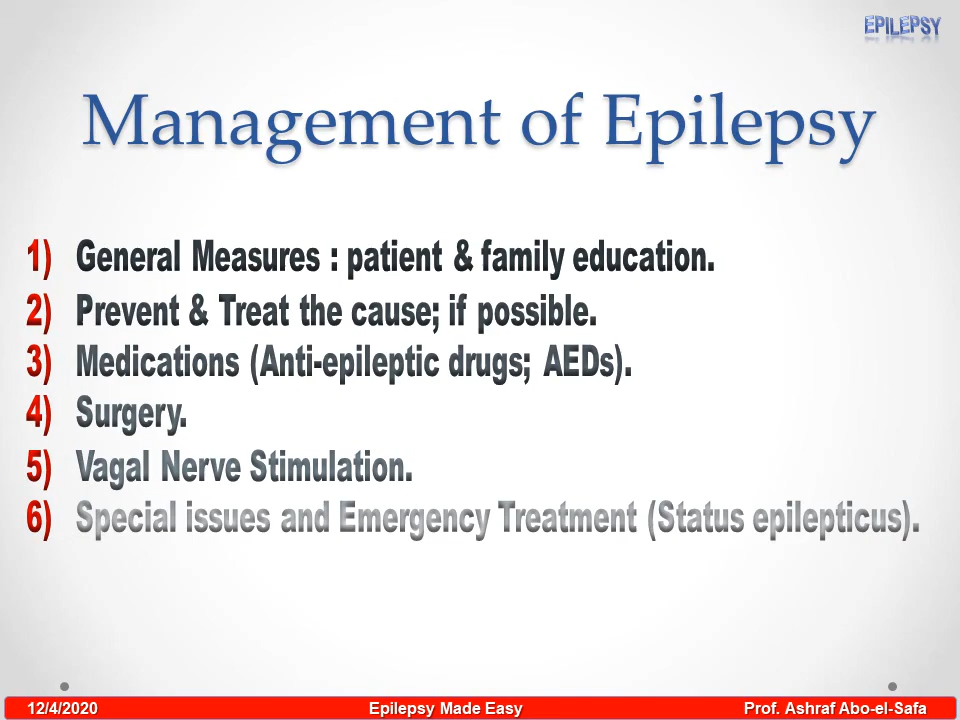 EPILEPSY
Management of Epilepsy
1) General Measures : patient & family education.
2) Prevent & Treat the cause; if possible.
3) Medications (Anti-epileptic drugs; AEDs).
4) Surgery.
5) Vagal Nerve Stimulation.
6) Special issues and Emergency Treatment (Status epilepticus).
12/4/2020 Epilepsy Made Easy Prof. Ashraf Abo-el-Safa